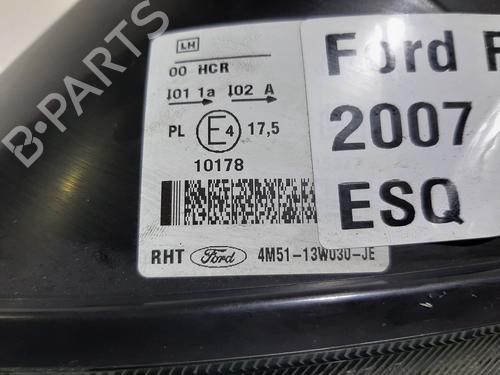 LH
00 HCR
I01 1a I02 A
PL E4 17,5
10178
RHT Ford 4M51-13W030-JE
Ford F
2007
ESQ
B-PARTS